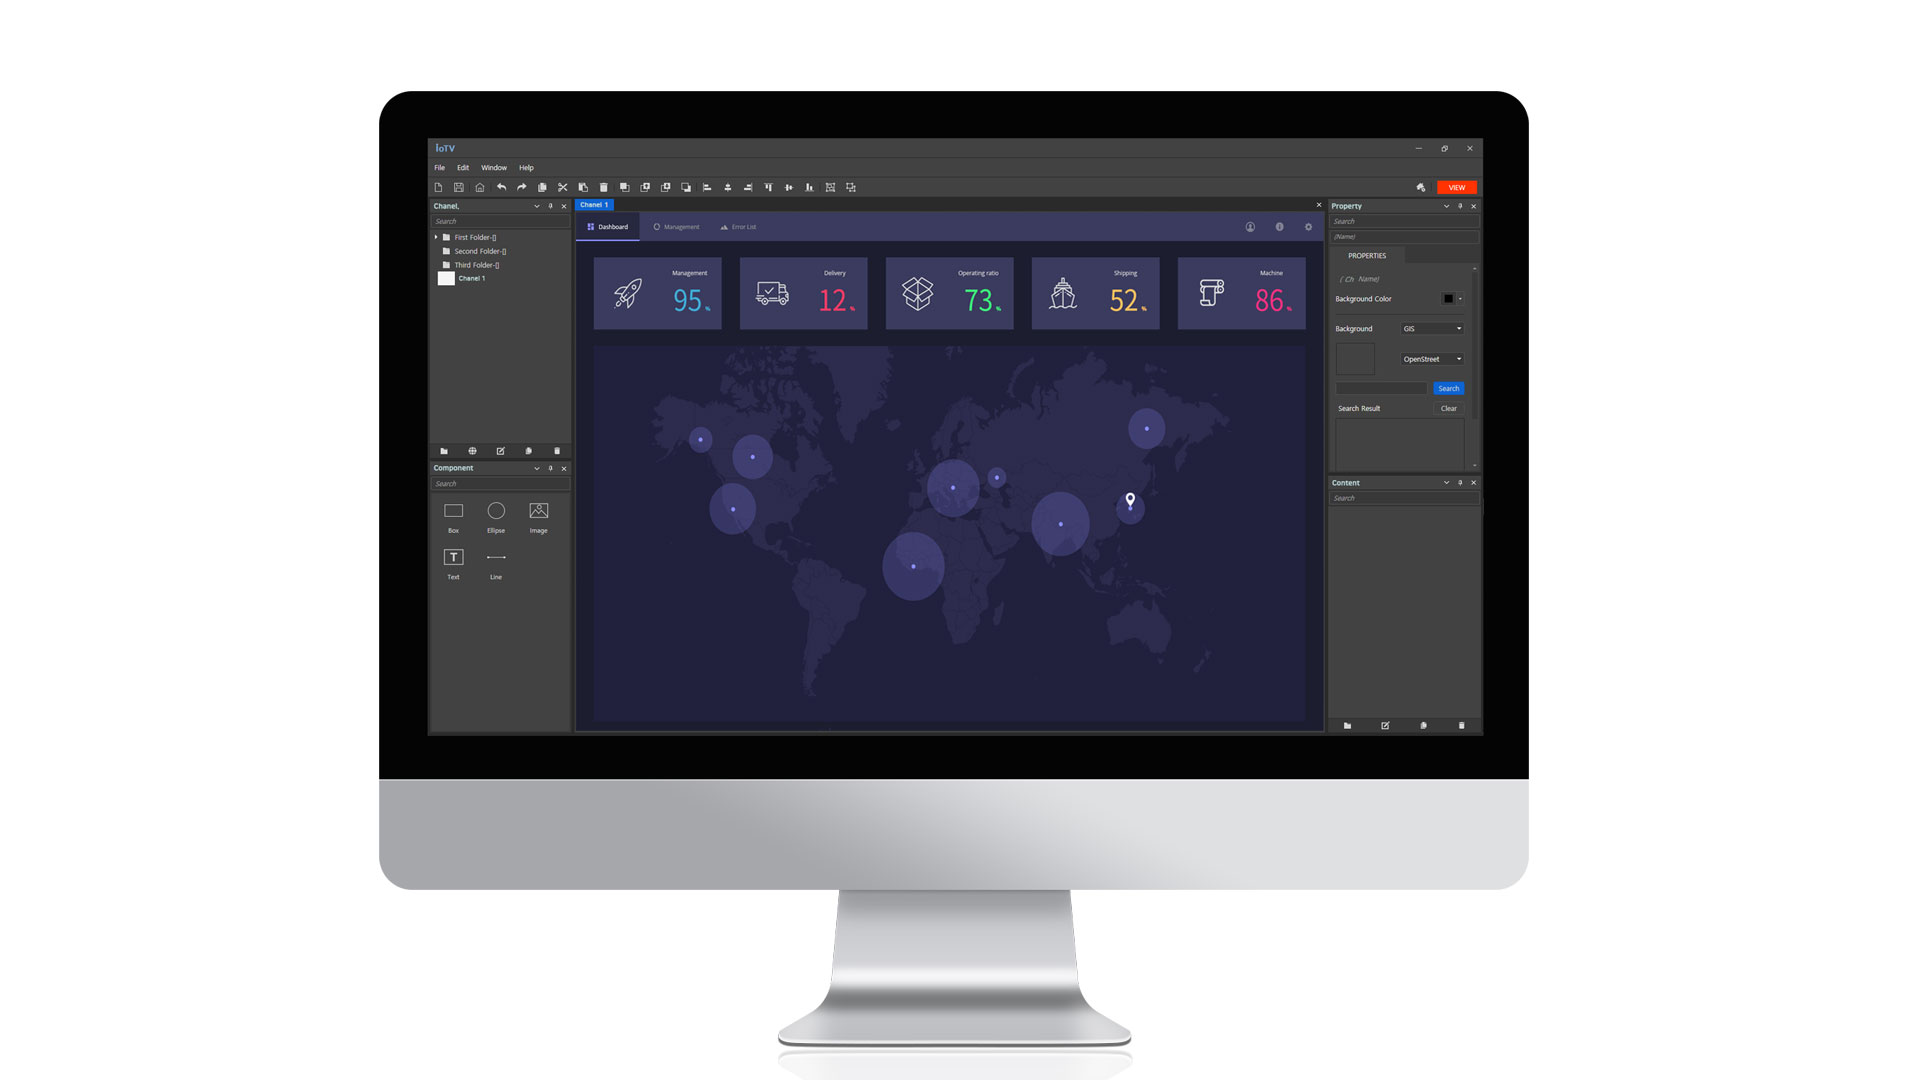 IoTV
File Edit Window Help
VIEW
Chanel,
Search
First Folder-[]
Second Folder-[]
Third Folder-[]
Chanel 1
Component
Search
Box Ellipse Image
T
Text Line
Chanel 1
Dashboard Management Error List
Management
95 %
Delivery
12 %
Operating ratio
73 %
Shipping
52 %
Machine
86 %
Property
Search
(Name)
PROPERTIES
( Ch Name)
Background Color
Background GIS
OpenStreet
Search
Search Result Clear
Content
Search